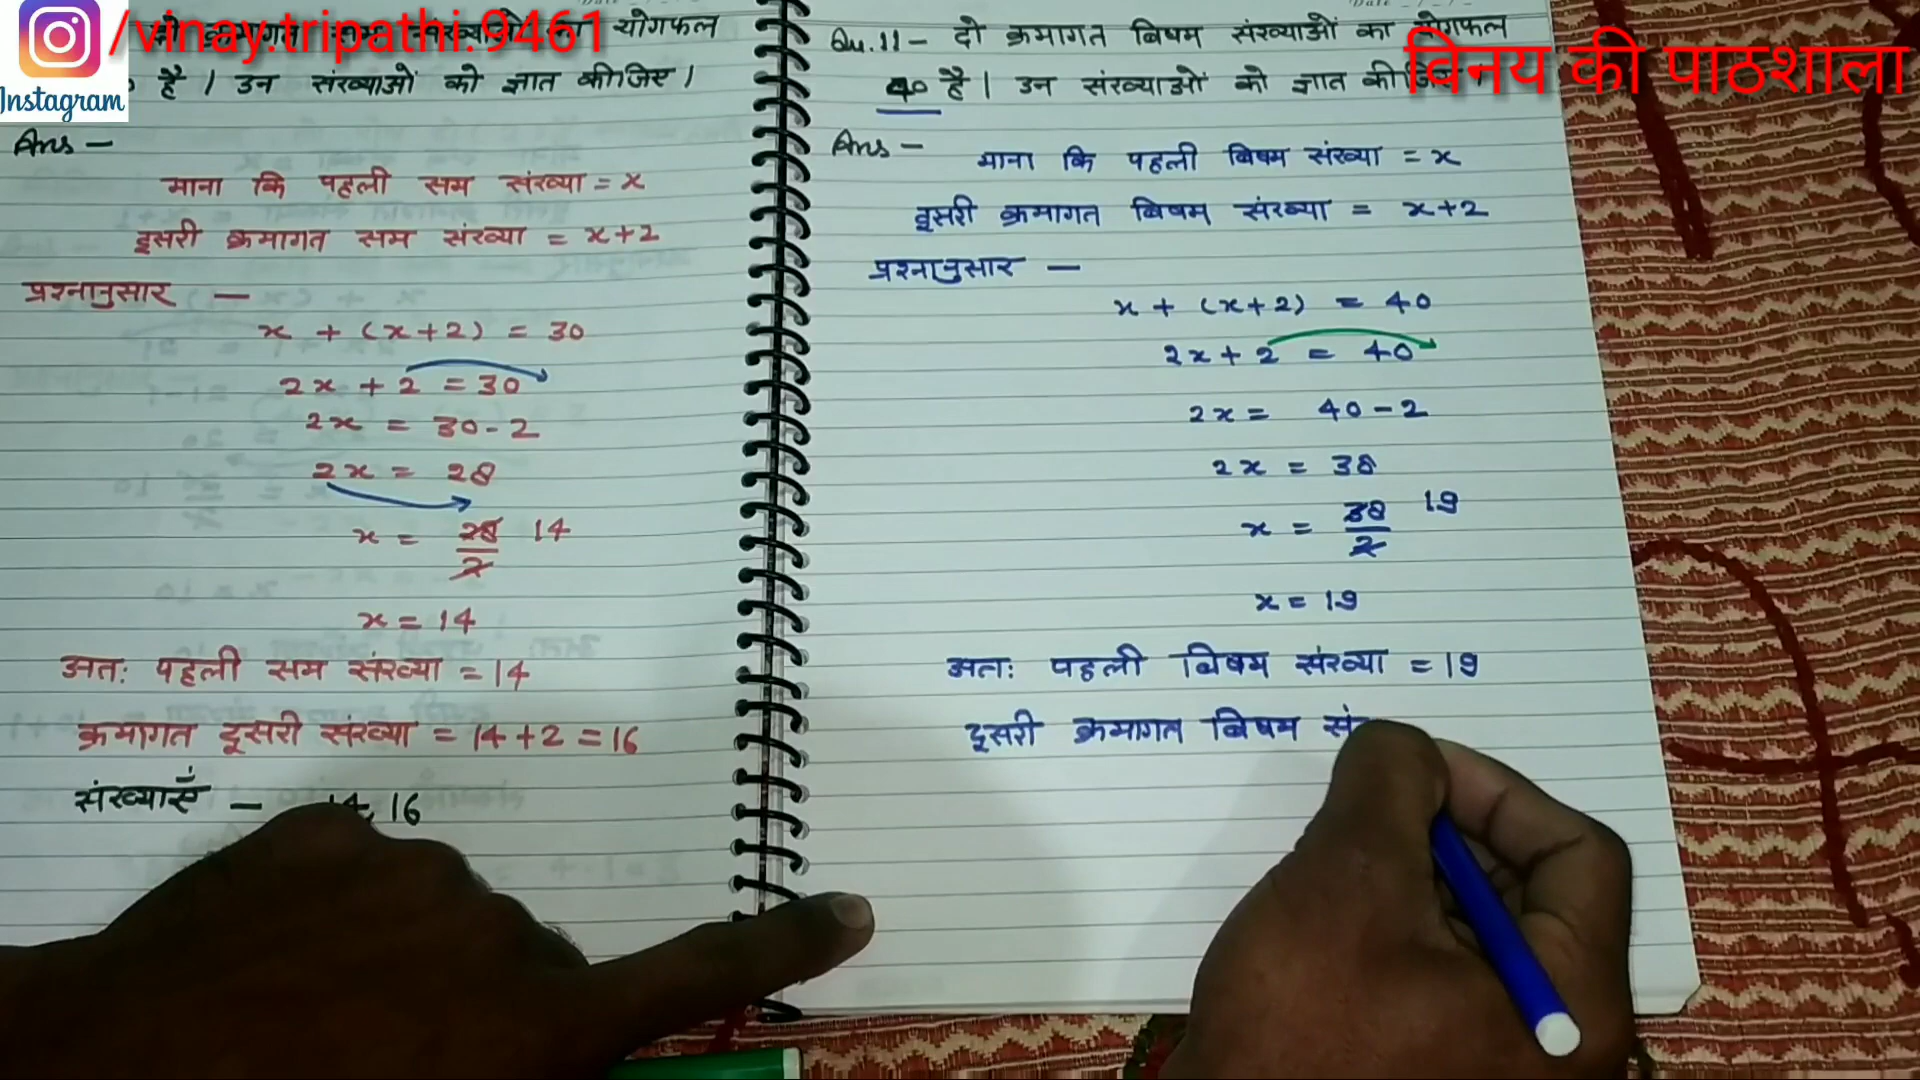 /vinay.tripathi.9461
Instagram
योगफल
है। उन संख्याओं को ज्ञात कीजिए।
Ans -
माना कि पहली सम संख्या = x
दूसरी क्रमागत सम संख्या = x+2
प्रश्नानुसार —
x + (x+2) = 30
2x + 2 = 30
2x = 30-2
2x = 28
x = 28/2 14
x = 14
अतः पहली सम संख्या = 14
क्रमागत दूसरी संख्या = 14+2 = 16
संख्याएँ — 14, 16
विनय की पाठशाला
Qu.11- दो क्रमागत विषम संख्याओं का योगफल
40 है। उन संख्याओं को ज्ञात
Ans -
माना कि पहली विषम संख्या = x
दूसरी क्रमागत विषम संख्या = x+2
प्रश्नानुसार —
x + (x+2) = 40
2x + 2 = 40
2x = 40-2
2x = 38
x = 38/2 19
x = 19
अतः पहली विषम संख्या = 19
दूसरी क्रमागत विषम सं